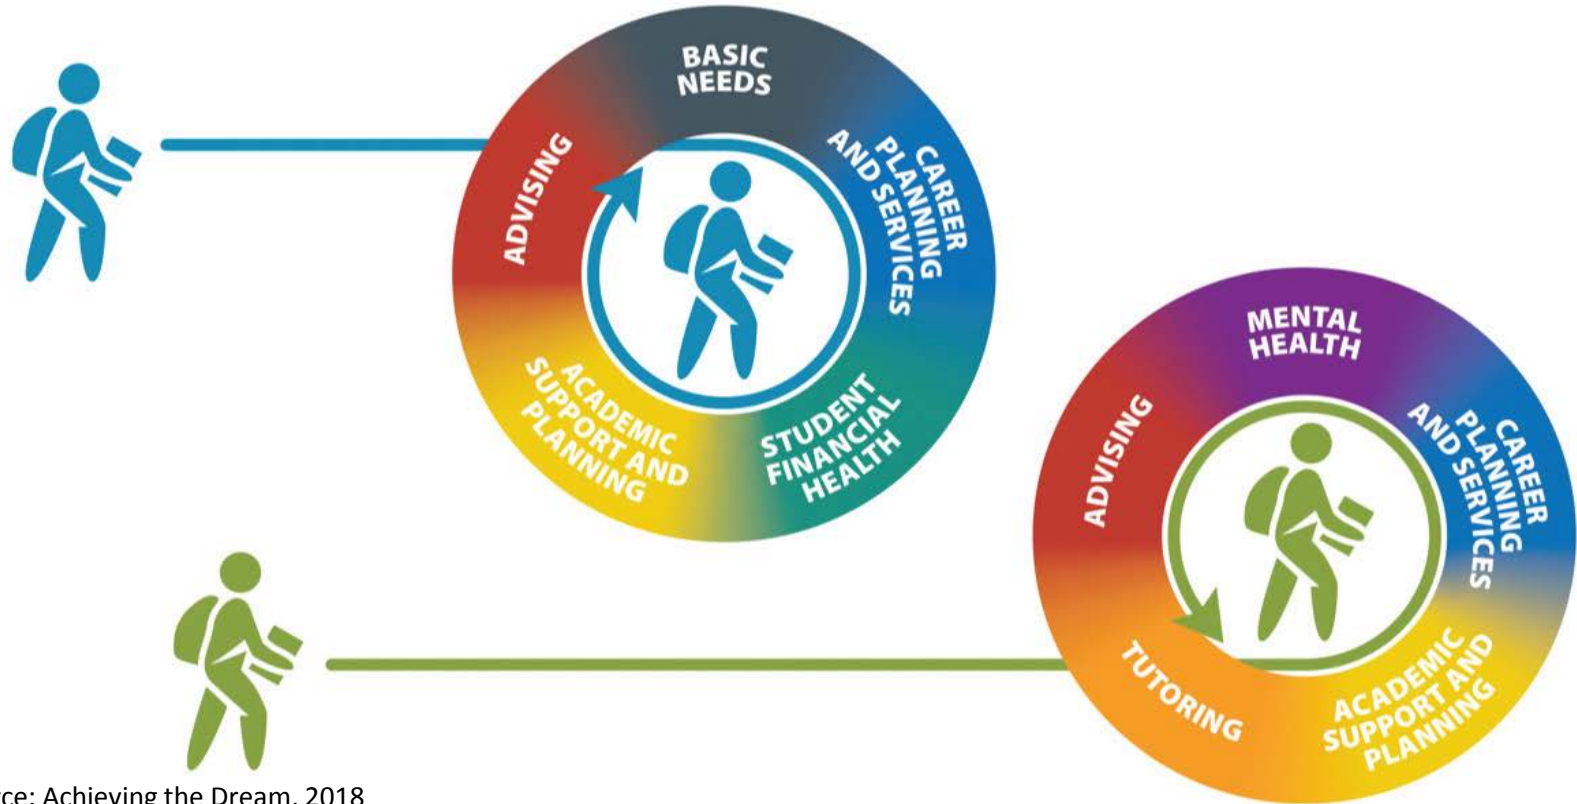 BASIC
NEEDS
CAREER
PLANNING
AND SERVICES
ADVISING
ACADEMIC
SUPPORT AND
PLANNING
STUDENT
FINANCIAL
HEALTH
MENTAL
HEALTH
CAREER
PLANNING
AND SERVICES
ADVISING
TUTORING
ACADEMIC
SUPPORT AND
PLANNING
rce: Achieving the Dream, 2018